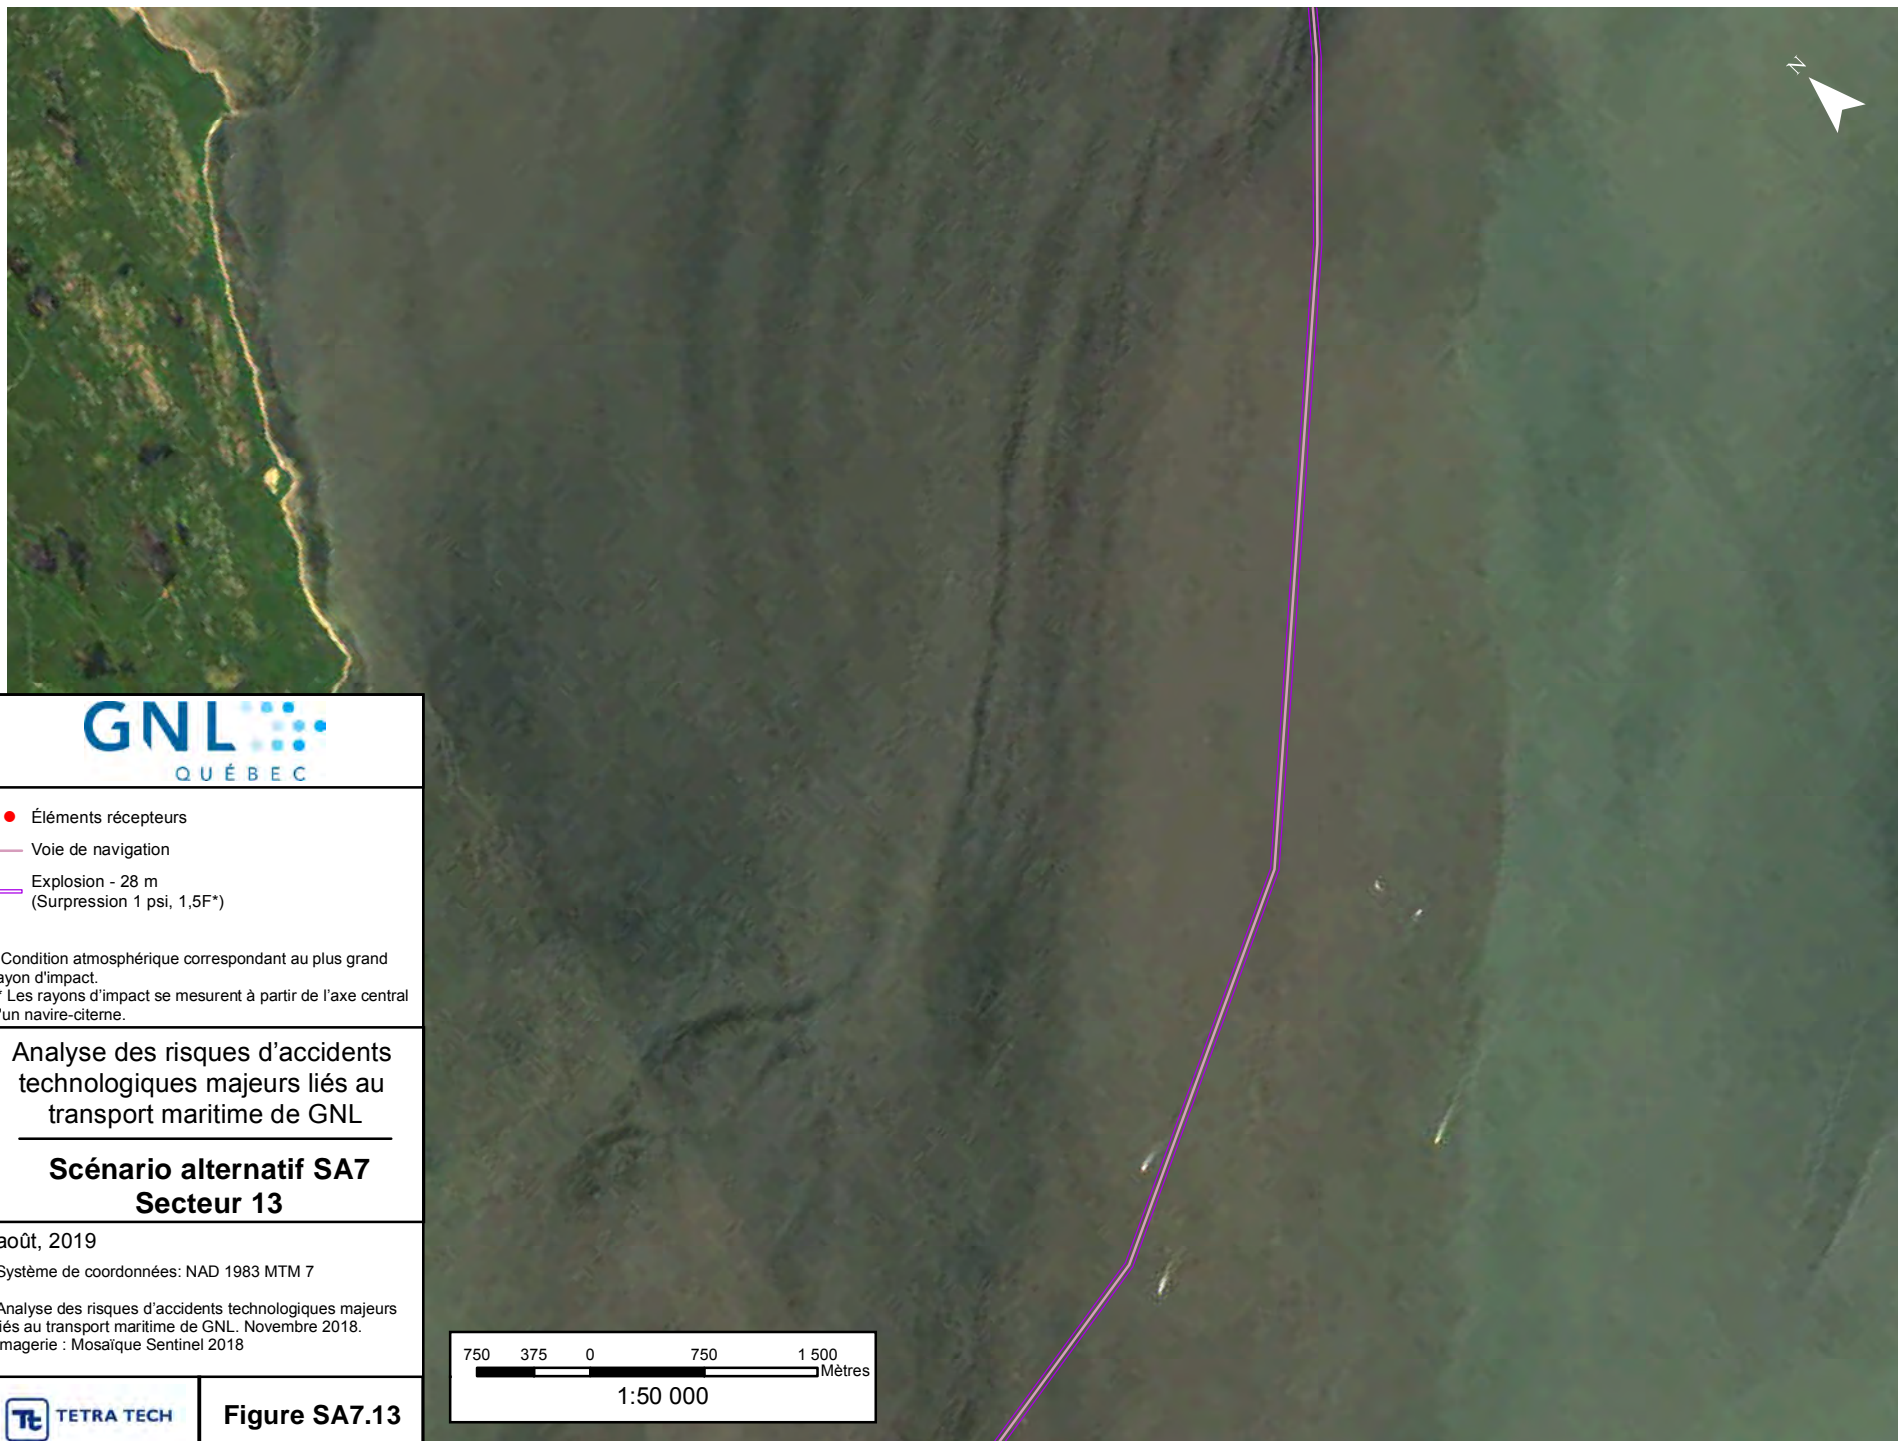 N
GNL
QUÉBEC
Éléments récepteurs
Voie de navigation
Explosion - 28 m
(Surpression 1 psi, 1,5F*)
Condition atmosphérique correspondant au plus grand
ayon d'impact.
* Les rayons d'impact se mesurent à partir de l'axe central
'un navire-citerne.
Analyse des risques d'accidents
technologiques majeurs liés au
transport maritime de GNL
Scénario alternatif SA7
Secteur 13
août, 2019
Système de coordonnées: NAD 1983 MTM 7
Analyse des risques d'accidents technologiques majeurs
iés au transport maritime de GNL. Novembre 2018.
magerie : Mosaïque Sentinel 2018
750 375 0 750 1 500
Mètres
1:50 000
Tt TETRA TECH
Figure SA7.13